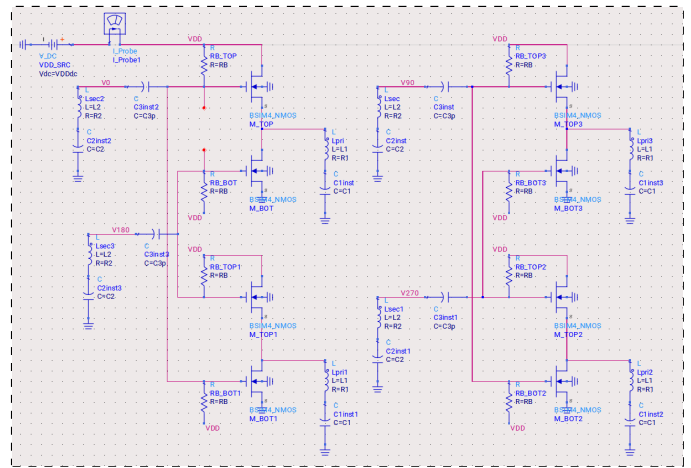 V_DC
VDD_SRC
Vdc=VDDdc
I_Probe
I_Probe1
VDD
R
RB_TOP
R=RB
V0
L
Lsec2
L=L2
R=R2
C
C3inst2
C=C3p
C
C2inst2
C=C2
BSIM4_NMOS
M_TOP
L
Lpri
L=L1
R=R1
C
C1inst
C=C1
R
RB_BOT
R=RB
BSIM4_NMOS
M_BOT
VDD
V180
L
Lsec3
L=L2
R=R2
C
C3inst3
C=C3p
C
C2inst3
C=C2
VDD
R
RB_TOP1
R=RB
BSIM4_NMOS
M_TOP1
R
RB_BOT1
R=RB
BSIM4_NMOS
M_BOT1
VDD
L
Lpri1
L=L1
R=R1
C
C1inst1
C=C1
VDD
R
RB_TOP3
R=RB
V90
L
Lsec
L=L2
R=R2
C
C3inst
C=C3p
C
C2inst
C=C2
BSIM4_NMOS
M_TOP3
L
Lpri3
L=L1
R=R1
C
C1inst3
C=C1
R
RB_BOT3
R=RB
BSIM4_NMOS
M_BOT3
VDD
VDD
R
RB_TOP2
R=RB
V270
L
Lsec1
L=L2
R=R2
C
C3inst1
C=C3p
C
C2inst1
C=C2
BSIM4_NMOS
M_TOP2
R
RB_BOT2
R=RB
BSIM4_NMOS
M_BOT2
VDD
L
Lpri2
L=L1
R=R1
C
C1inst2
C=C1